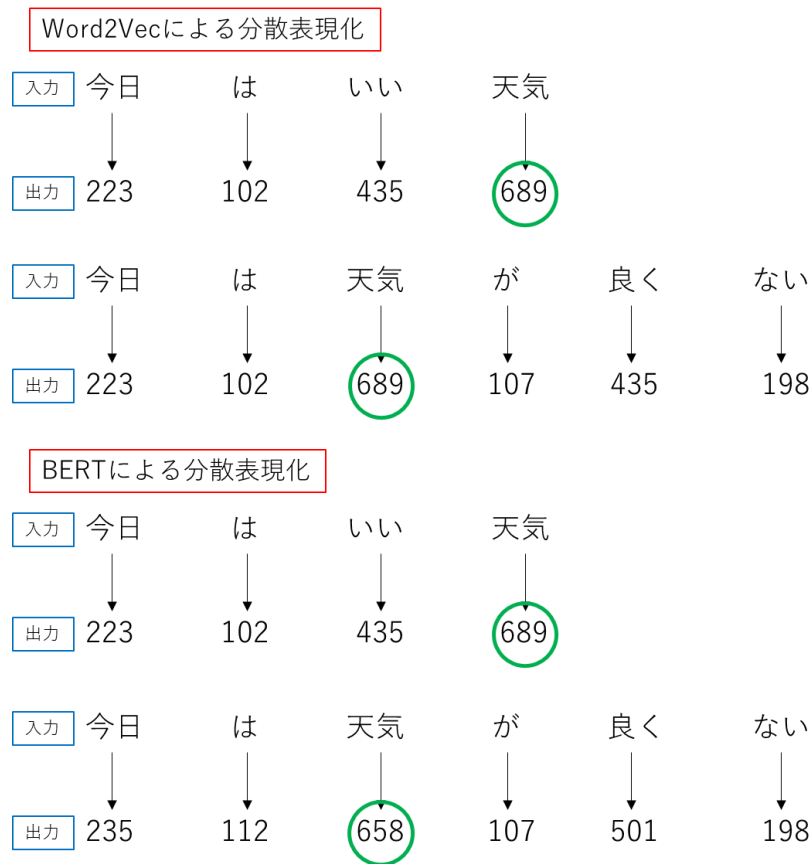 Word2Vecによる分散表現化
入力 今日 は いい 天気
出力 223 102 435 689
入力 今日 は 天気 が 良く ない
出力 223 102 689 107 435 198
BERTによる分散表現化
入力 今日 は いい 天気
出力 223 102 435 689
入力 今日 は 天気 が 良く ない
出力 235 112 658 107 501 198